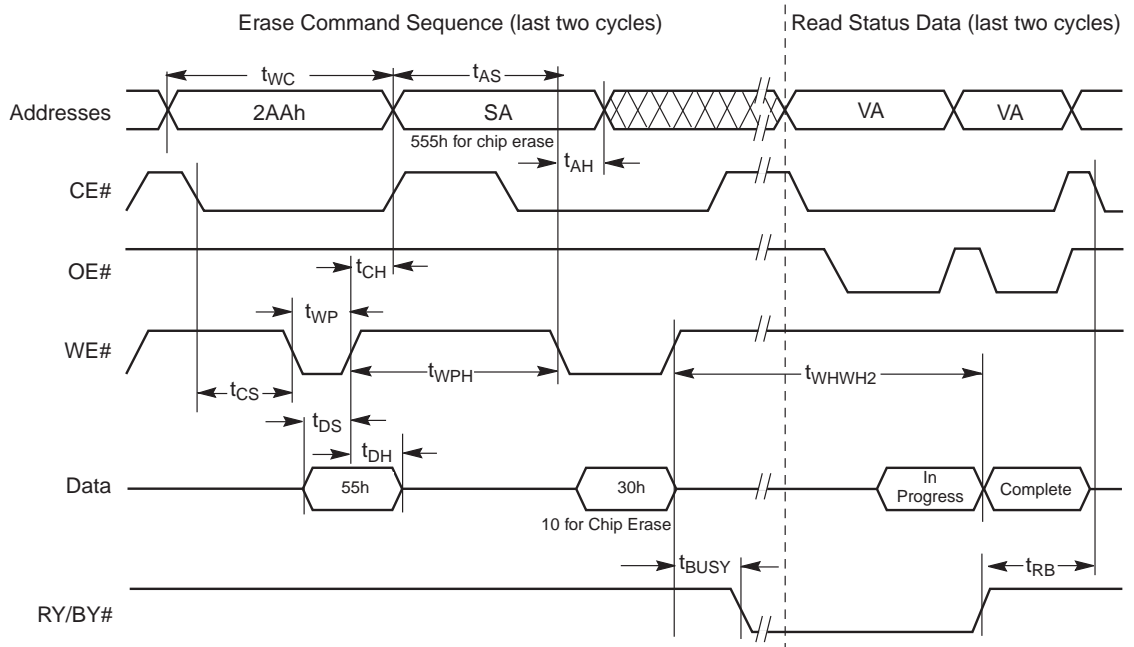 Erase Command Sequence (last two cycles)
Read Status Data (last two cycles)
tWC
tAS
Addresses
2AAh
SA
VA
VA
555h for chip erase
tAH
CE#
OE#
tCH
tWP
WE#
tWPH
tWHWH2
tCS
tDS
tDH
Data
55h
30h
In
Progress
Complete
10 for Chip Erase
tBUSY
tRB
RY/BY#